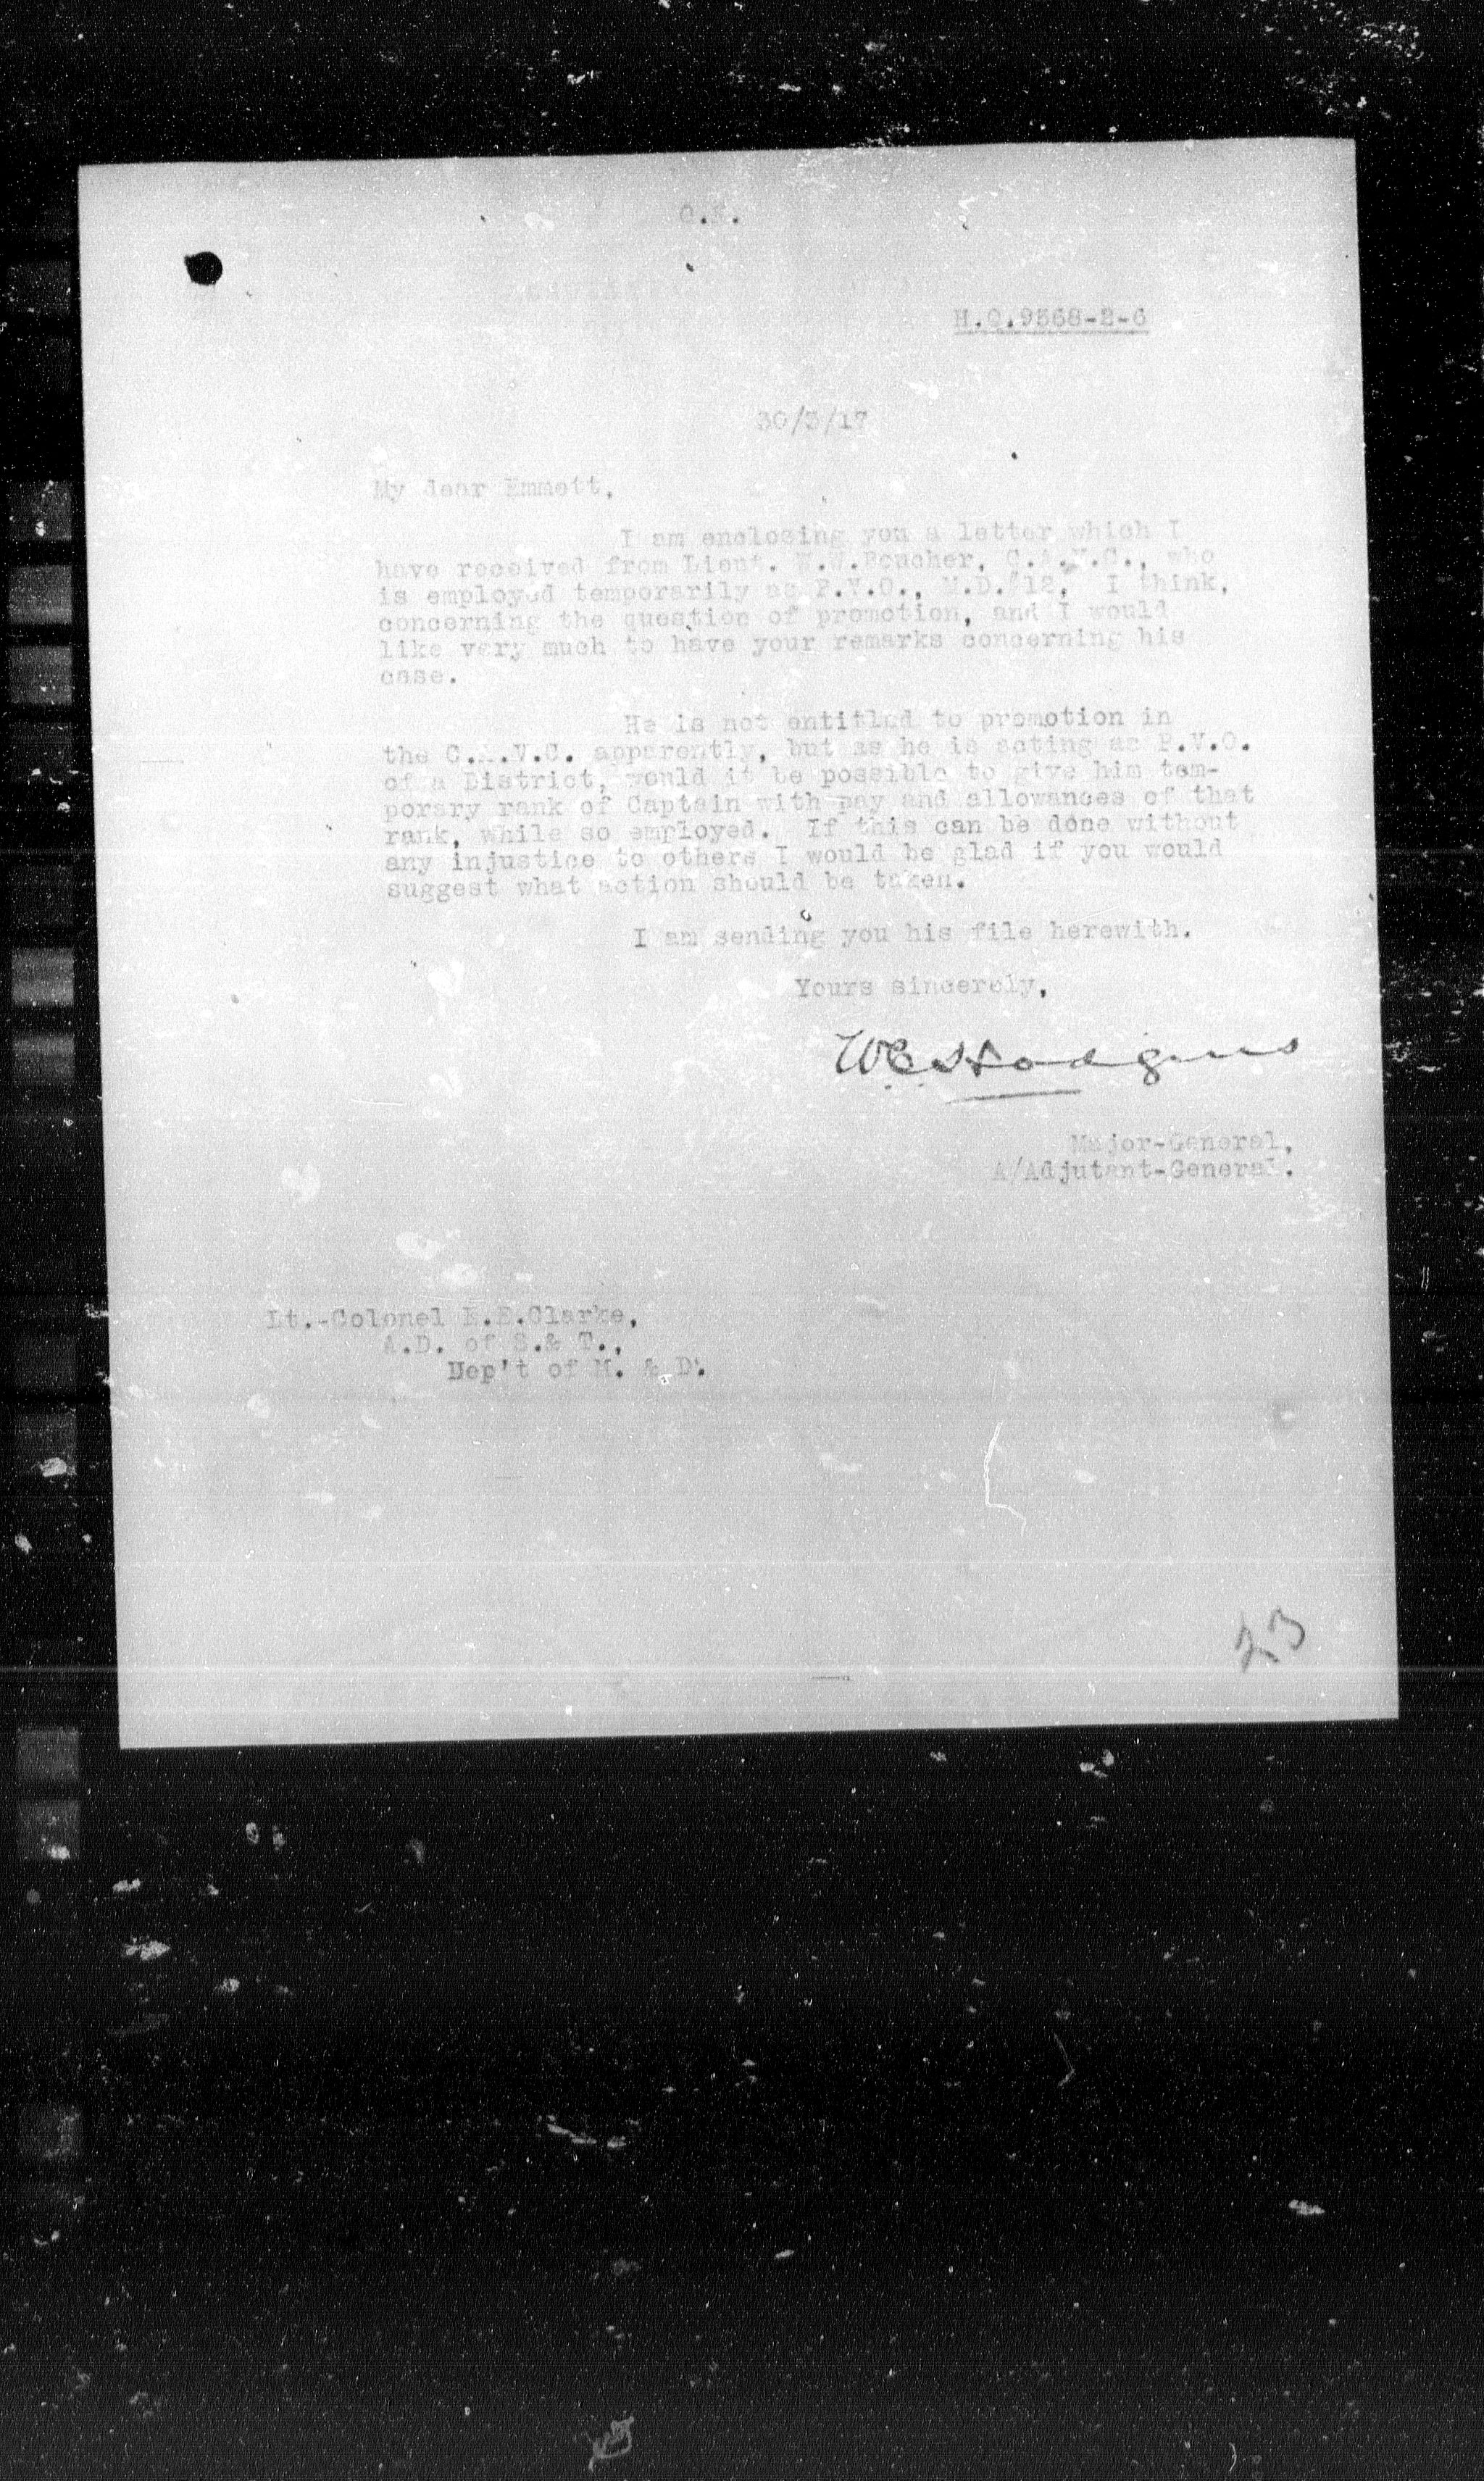 H.Q.9568-2-6
30/3/17
My dear Emmett,
I am enclosing you a letter which I
have received from Lieut. W.W.Boucher, C.A.V.C., who
is employed temporarily as P.V.O., M.D.#12, I think,
concerning the question of promotion, and I would
like very much to have your remarks concerning his
case.
He is not entitled to promotion in
the C.A.V.C. apparently, but as he is acting as P.V.O.
of a District, would it be possible to give him tem-
porary rank of Captain with pay and allowances of that
rank, while so employed. If this can be done without
any injustice to others I would be glad if you would
suggest what action should be taken.
I am sending you his file herewith.
Yours sincerely,
WEHodgins
Major-General,
A/Adjutant-General.
Lt.-Colonel E.Clarke,
A.D. of S.& T.,
Dep't of M. & D.
23